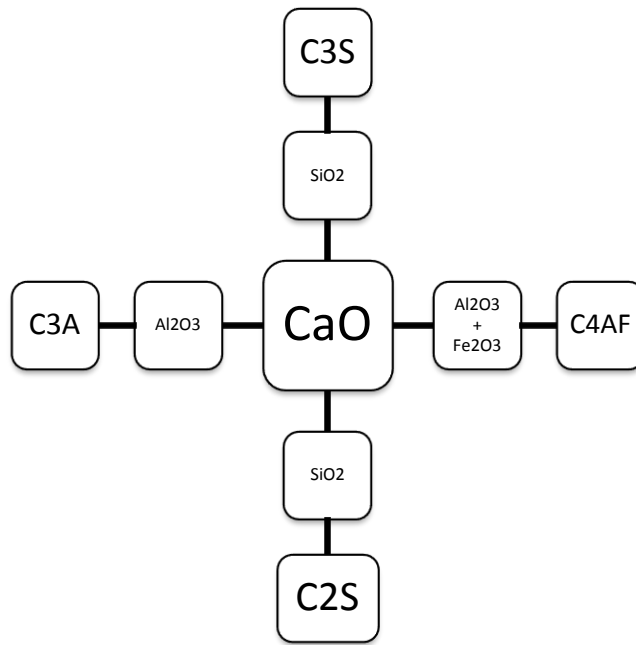 C3S
SiO2
C3A
Al2O3
CaO
Al2O3
+
Fe2O3
C4AF
SiO2
C2S